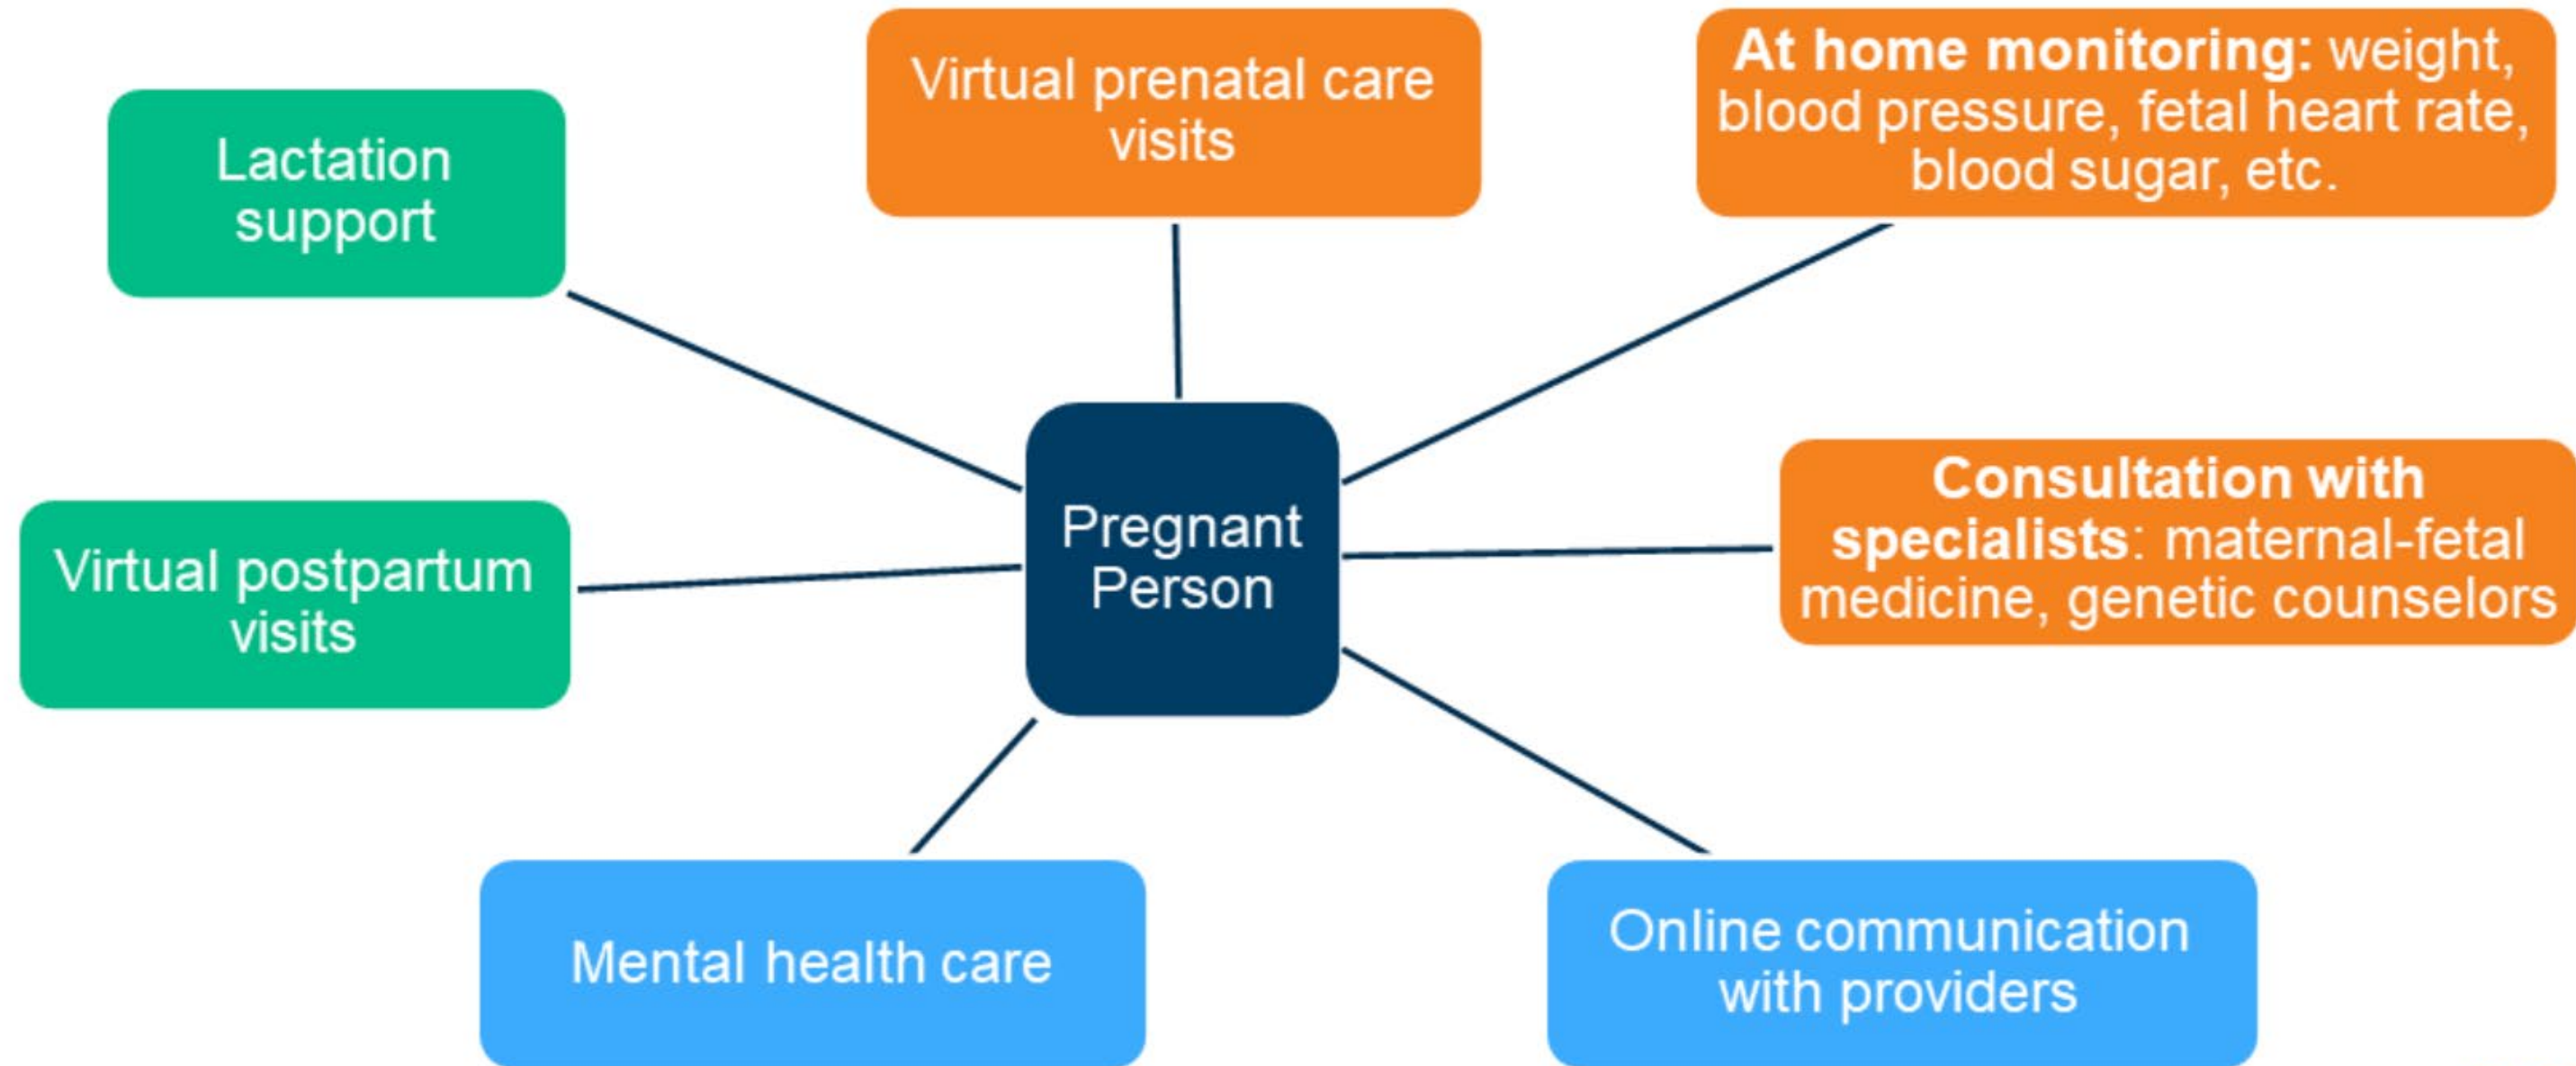 Lactation
support
Virtual prenatal care
visits
At home monitoring: weight,
blood pressure, fetal heart rate,
blood sugar, etc.
Virtual postpartum
visits
Pregnant
Person
Consultation with
specialists: maternal-fetal
medicine, genetic counselors
Mental health care
Online communication
with providers